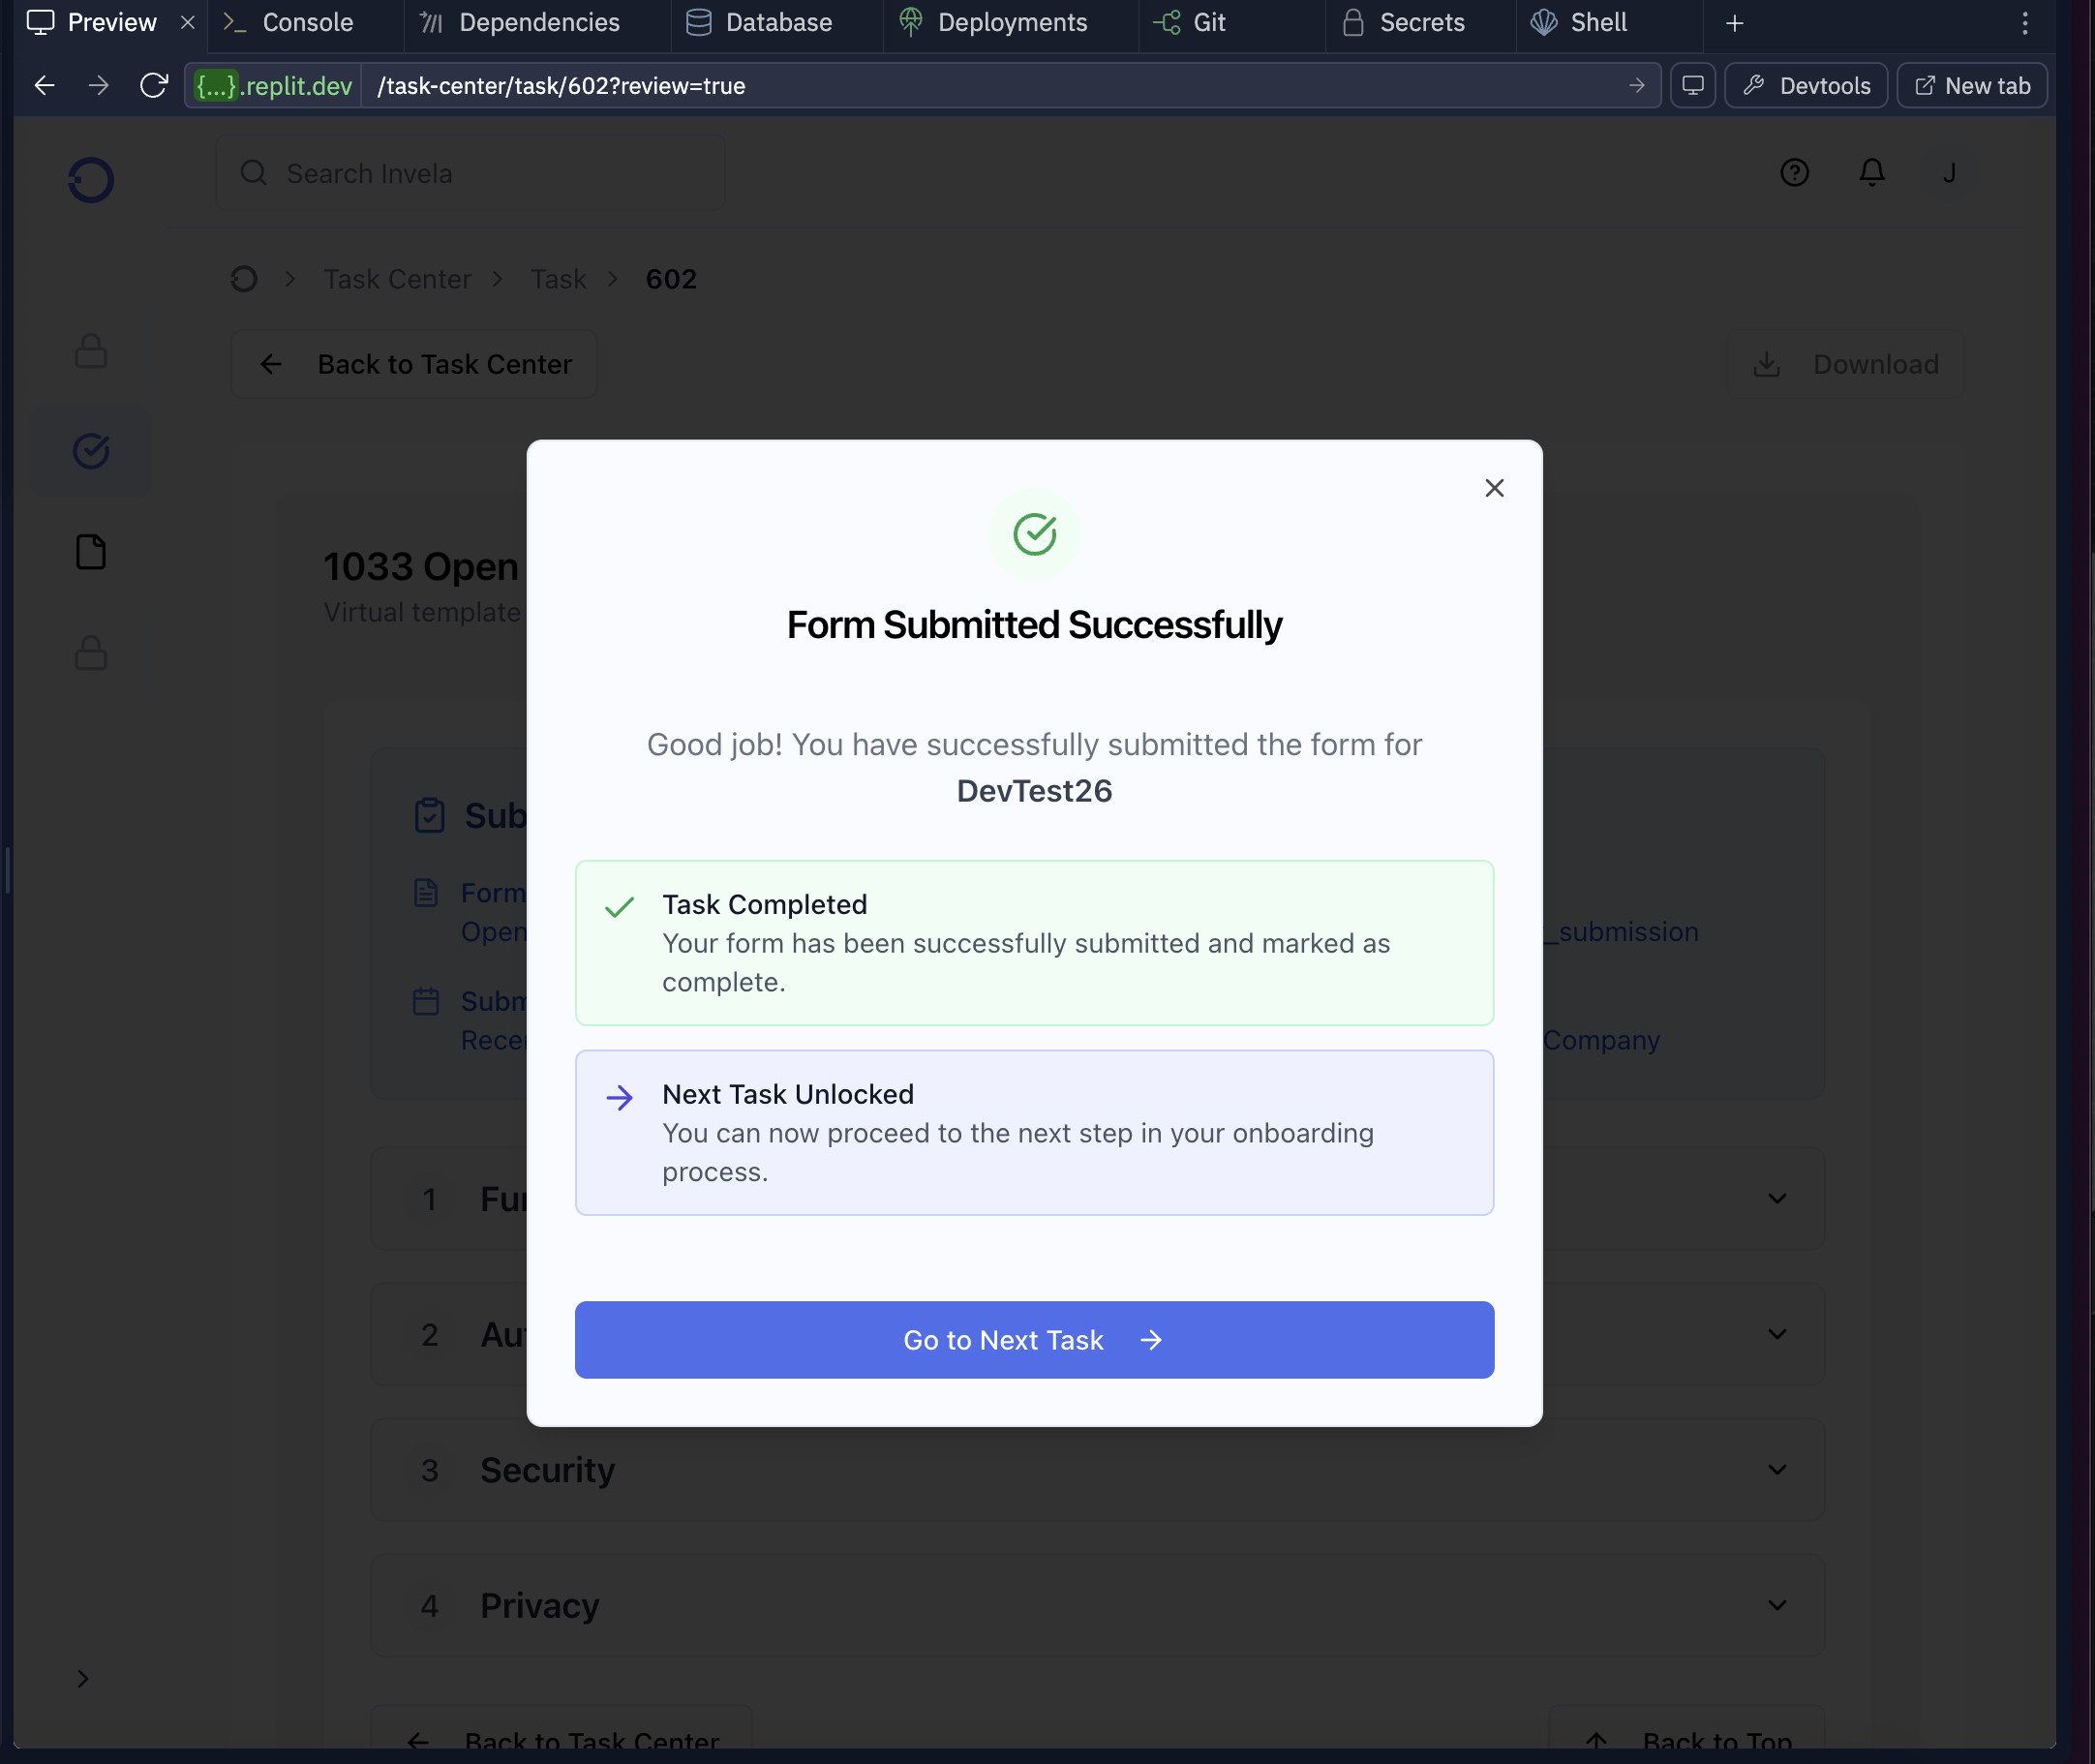 Preview
Console
Dependencies
Database
Deployments
Git
Secrets
Shell
{...}.replit.dev
/task-center/task/602?review=true
Devtools
New tab
Search Invela
J
Task Center
Task
602
Back to Task Center
Download
1033 Open
Virtual template
Form Submitted Successfully
Good job! You have successfully submitted the form for
DevTest26
Sub
Form
Open
_submission
Subm
Company
Task Completed
Your form has been successfully submitted and marked as
complete.
Next Task Unlocked
You can now proceed to the next step in your onboarding
process.
Go to Next Task
1
2
3 Security
4 Privacy
Back to Task Center
Back to Top